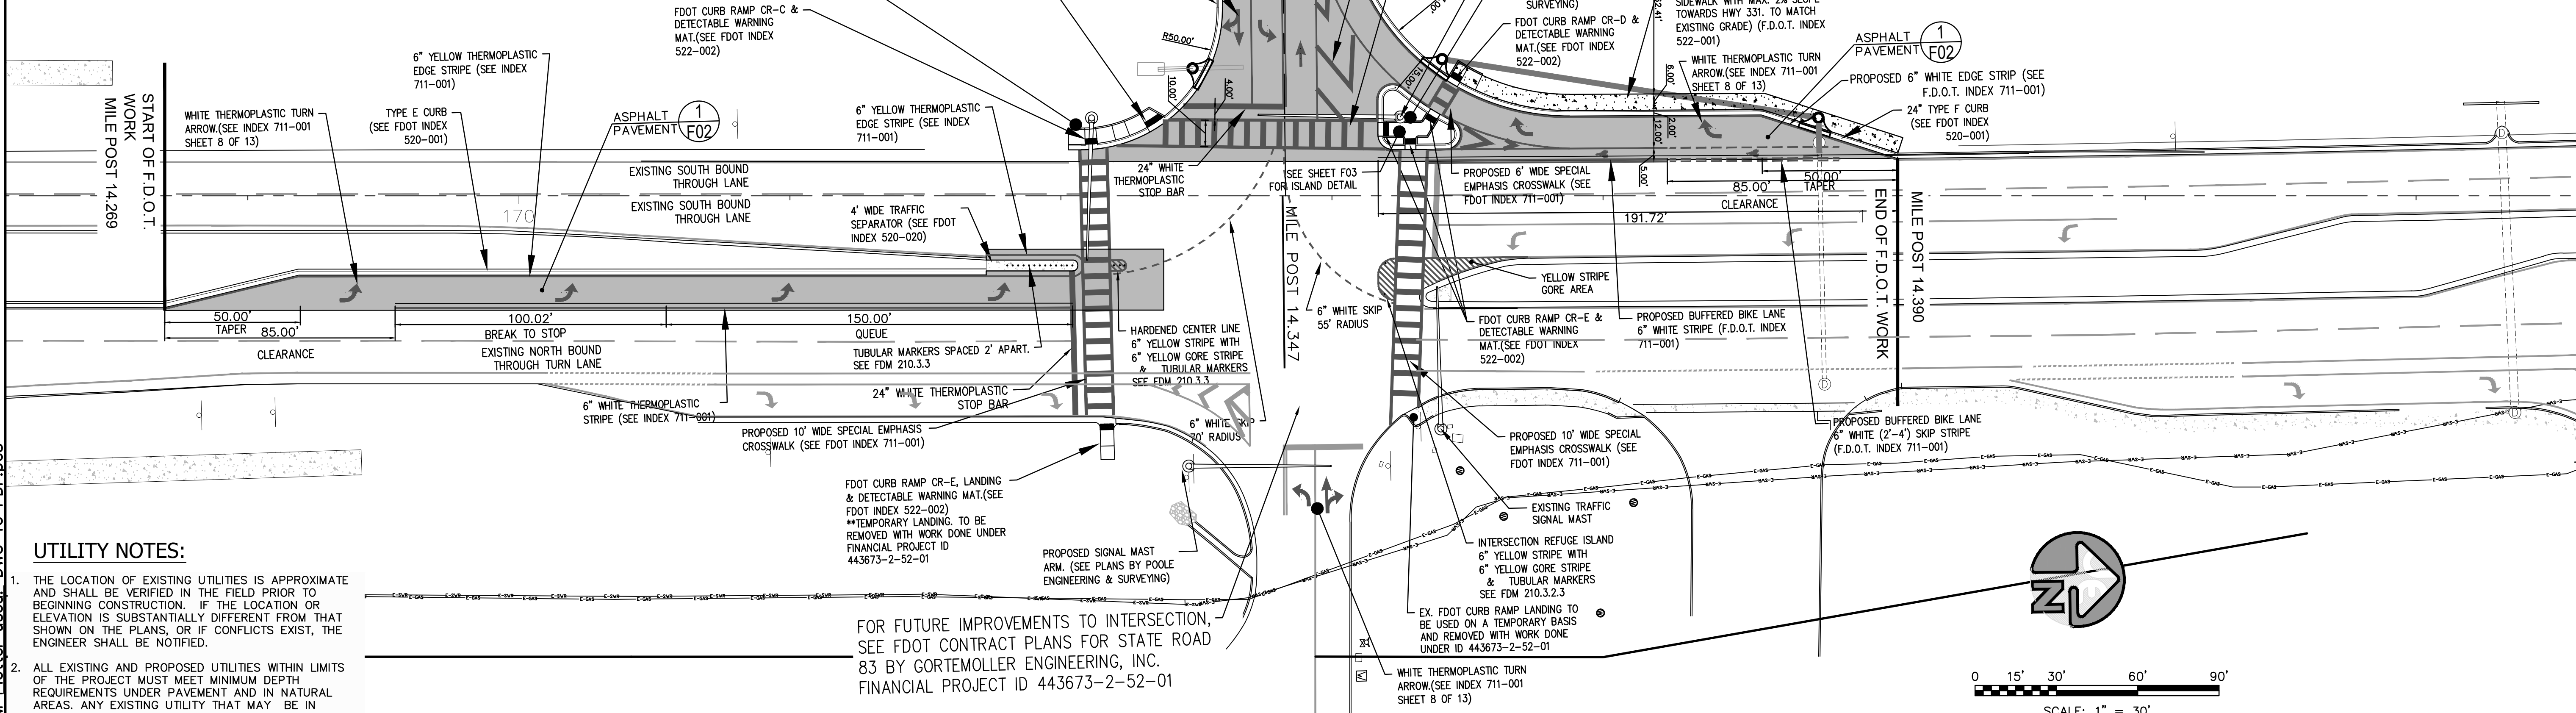 FDOT CURB RAMP CR-C &
DETECTABLE WARNING
MAT.(SEE FDOT INDEX
522-002)
6" YELLOW THERMOPLASTIC
EDGE STRIPE (SEE INDEX
711-001)
START OF F.D.O.T.
WORK
MILE POST 14.269
WHITE THERMOPLASTIC TURN
ARROW.(SEE INDEX 711-001
SHEET 8 OF 13)
TYPE E CURB
(SEE FDOT INDEX
520-001)
ASPHALT
PAVEMENT
1
F02
6" YELLOW THERMOPLASTIC
EDGE STRIPE (SEE INDEX
711-001)
R50.00'
10.00'
4.00'
SURVEYING)
FDOT CURB RAMP CR-D &
DETECTABLE WARNING
MAT.(SEE FDOT INDEX
522-002)
15.00'
SIDEWALK WITH MAX. 2% SLOPE
TOWARDS HWY 331. TO MATCH
EXISTING GRADE) (F.D.O.T. INDEX
522-001)
6.00'
WHITE THERMOPLASTIC TURN
ARROW.(SEE INDEX 711-001
SHEET 8 OF 13)
ASPHALT
PAVEMENT
1
F02
PROPOSED 6" WHITE EDGE STRIP (SEE
F.D.O.T. INDEX 711-001)
24" TYPE F CURB
(SEE FDOT INDEX
520-001)
2.00'
12.00'
5.00'
EXISTING SOUTH BOUND
THROUGH LANE
EXISTING SOUTH BOUND
THROUGH LANE
170
4' WIDE TRAFFIC
SEPARATOR (SEE FDOT
INDEX 520-020)
24" WHITE
THERMOPLASTIC
STOP BAR
SEE SHEET F03
FOR ISLAND DETAIL
PROPOSED 6' WIDE SPECIAL
EMPHASIS CROSSWALK (SEE
FDOT INDEX 711-001)
50.00'
TAPER
85.00'
CLEARANCE
191.72'
MILE POST 14.347
END OF F.D.O.T. WORK
MILE POST 14.390
YELLOW STRIPE
GORE AREA
50.00'
TAPER
85.00'
CLEARANCE
100.02'
BREAK TO STOP
150.00'
QUEUE
EXISTING NORTH BOUND
THROUGH TURN LANE
TUBULAR MARKERS SPACED 2' APART.
SEE FDM 210.3.3
HARDENED CENTER LINE
6" YELLOW STRIPE WITH
6" YELLOW GORE STRIPE
& TUBULAR MARKERS
SEE FDM 210.3.3
6" WHITE SKIP
55' RADIUS
FDOT CURB RAMP CR-E &
DETECTABLE WARNING
MAT.(SEE FDOT INDEX
522-002)
PROPOSED BUFFERED BIKE LANE
6" WHITE STRIPE (F.D.O.T. INDEX
711-001)
6" WHITE THERMOPLASTIC
STRIPE (SEE INDEX 711-001)
24" WHITE THERMOPLASTIC
STOP BAR
PROPOSED 10' WIDE SPECIAL EMPHASIS
CROSSWALK (SEE FDOT INDEX 711-001)
6" WHITE SKIP
70' RADIUS
PROPOSED 10' WIDE SPECIAL
EMPHASIS CROSSWALK (SEE
FDOT INDEX 711-001)
PROPOSED BUFFERED BIKE LANE
6" WHITE (2'-4') SKIP STRIPE
(F.D.O.T. INDEX 711-001)
FDOT CURB RAMP CR-E, LANDING
& DETECTABLE WARNING MAT.(SEE
FDOT INDEX 522-002)
**TEMPORARY LANDING. TO BE
REMOVED WITH WORK DONE UNDER
FINANCIAL PROJECT ID
443673-2-52-01
PROPOSED SIGNAL MAST
ARM. (SEE PLANS BY POOLE
ENGINEERING & SURVEYING)
EXISTING TRAFFIC
SIGNAL MAST
INTERSECTION REFUGE ISLAND
6" YELLOW STRIPE WITH
6" YELLOW GORE STRIPE
& TUBULAR MARKERS
SEE FDM 210.3.2.3
EX. FDOT CURB RAMP LANDING TO
BE USED ON A TEMPORARY BASIS
AND REMOVED WITH WORK DONE
UNDER ID 443673-2-52-01
WHITE THERMOPLASTIC TURN
ARROW.(SEE INDEX 711-001
SHEET 8 OF 13)
FOR FUTURE IMPROVEMENTS TO INTERSECTION,
SEE FDOT CONTRACT PLANS FOR STATE ROAD
83 BY GORTEMOLLER ENGINEERING, INC.
FINANCIAL PROJECT ID 443673-2-52-01
UTILITY NOTES:
1. THE LOCATION OF EXISTING UTILITIES IS APPROXIMATE
AND SHALL BE VERIFIED IN THE FIELD PRIOR TO
BEGINNING CONSTRUCTION. IF THE LOCATION OR
ELEVATION IS SUBSTANTIALLY DIFFERENT FROM THAT
SHOWN ON THE PLANS, OR IF CONFLICTS EXIST, THE
ENGINEER SHALL BE NOTIFIED.
2. ALL EXISTING AND PROPOSED UTILITIES WITHIN LIMITS
OF THE PROJECT MUST MEET MINIMUM DEPTH
REQUIREMENTS UNDER PAVEMENT AND IN NATURAL
AREAS. ANY EXISTING UTILITY THAT MAY BE IN
N
0 15' 30' 60' 90'
SCALE: 1" = 30'